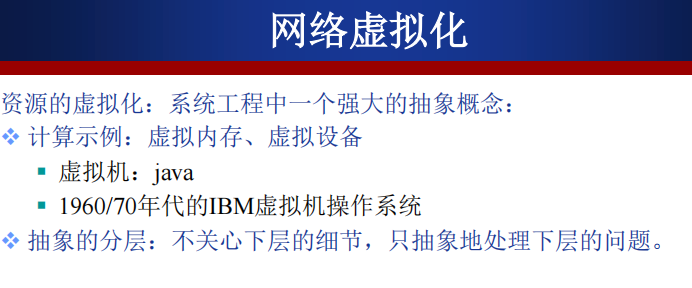 网络虚拟化
资源的虚拟化：系统工程中一个强大的抽象概念：
计算示例：虚拟内存、虚拟设备
虚拟机：java
1960/70年代的IBM虚拟机操作系统
抽象的分层：不关心下层的细节，只抽象地处理下层的问题。